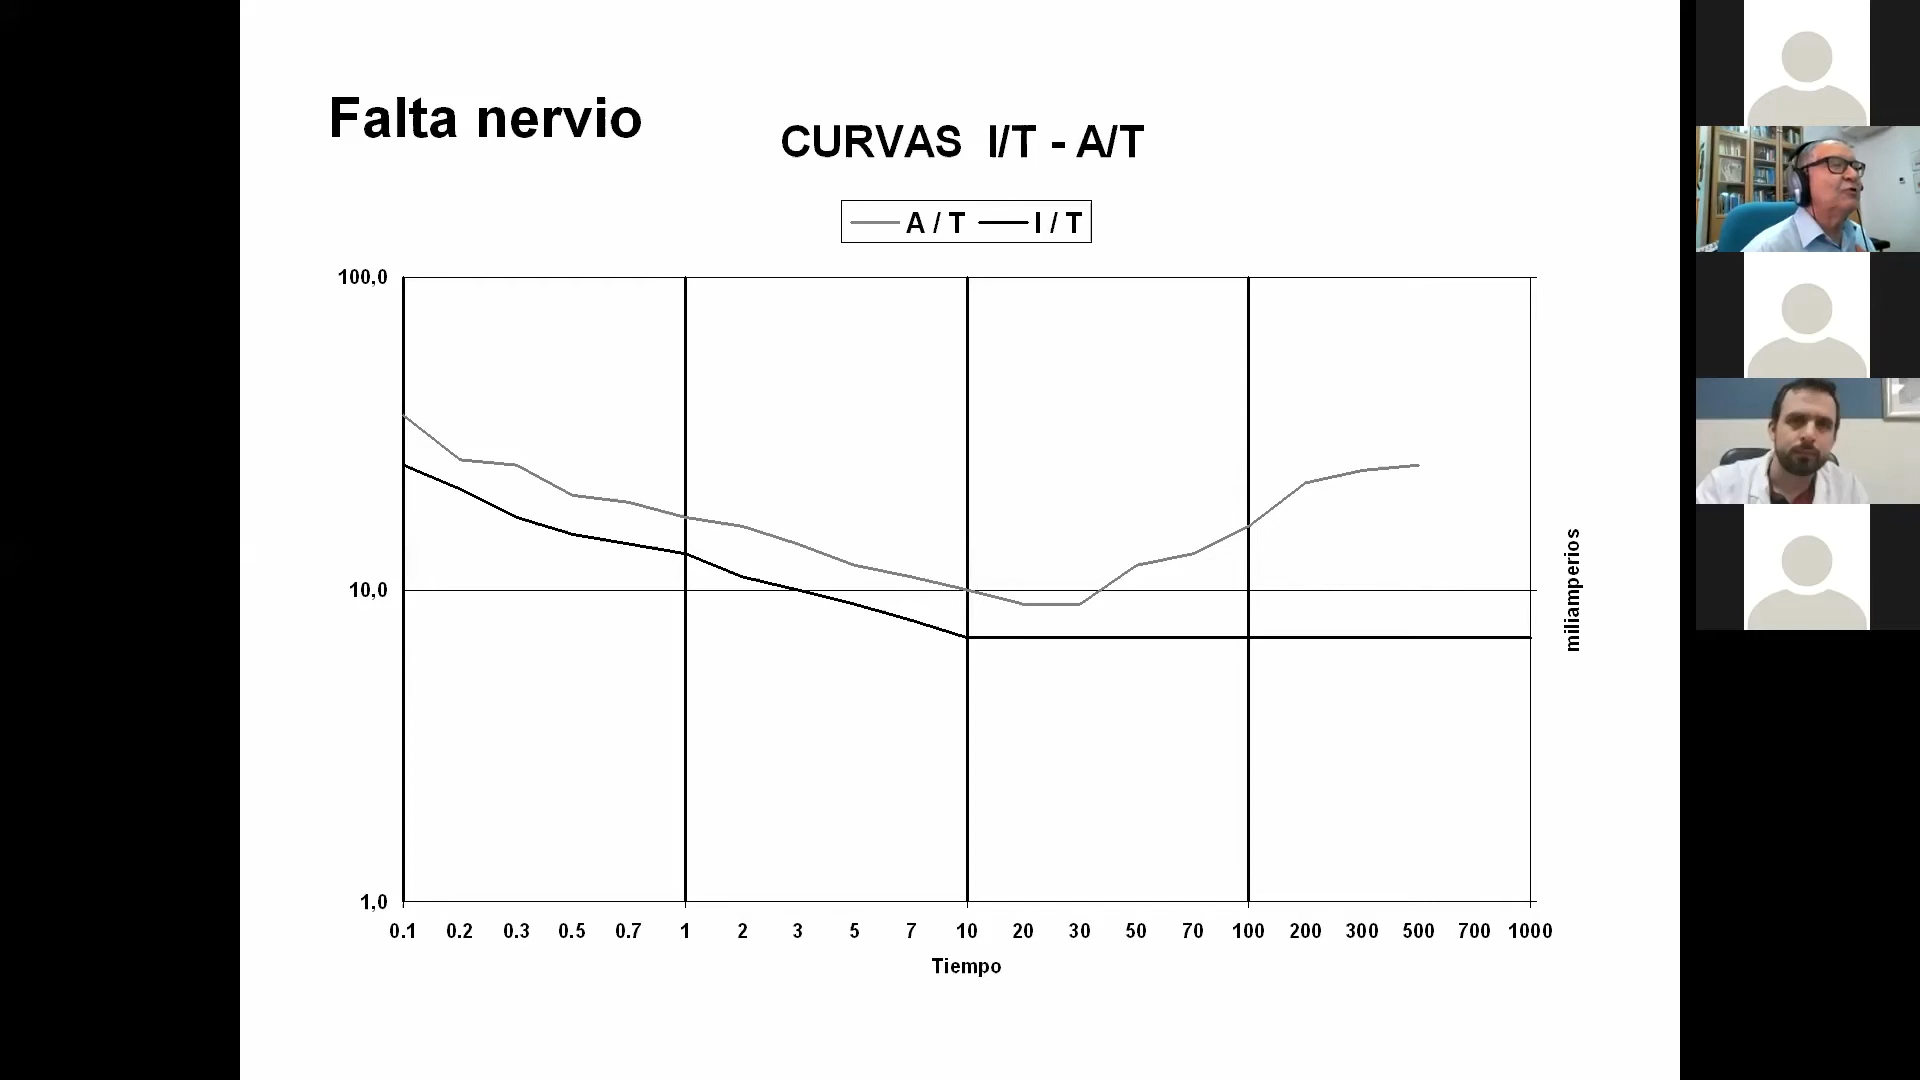 Falta nervio
CURVAS I/T - A/T
A / T I / T
100,0
10,0
1,0
0.1 0.2 0.3 0.5 0.7 1 2 3 5 7 10 20 30 50 70 100 200 300 500 700 1000
Tiempo
miliamperios